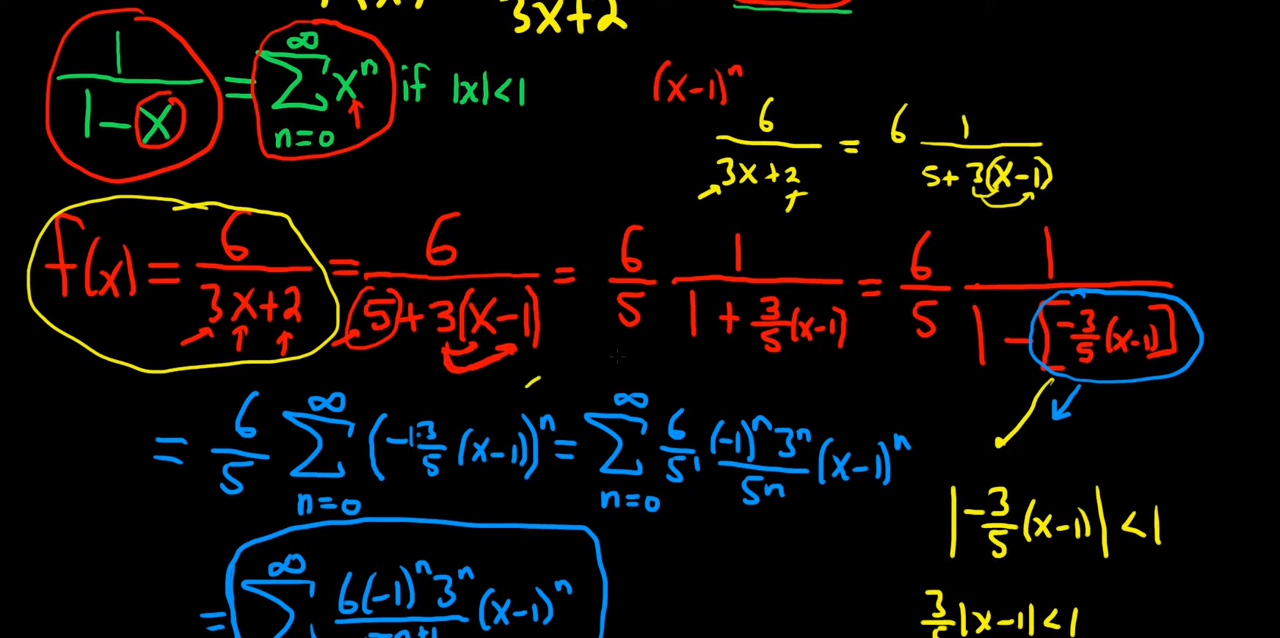 3x+2
1/(1-x) = ∑_{n=0}^{∞} x^n if |x|<1
(x-1)^n
6/(3x+2) = 6 1/(5+3(x-1))
f(x) = 6/(3x+2) = 6/(5+3(x-1)) = 6/5 1/(1+3/5(x-1)) = 6/5 1/(1-[-3/5(x-1)])
= 6/5 ∑_{n=0}^{∞} (-1·3/5 (x-1))^n = ∑_{n=0}^{∞} 6/5^1 (-1)^n 3^n/5^n (x-1)^n
|-3/5(x-1)| < 1
= ∑^{∞} 6(-1)^n 3^n/5^{n+1} (x-1)^n
3/5|x-1|<1